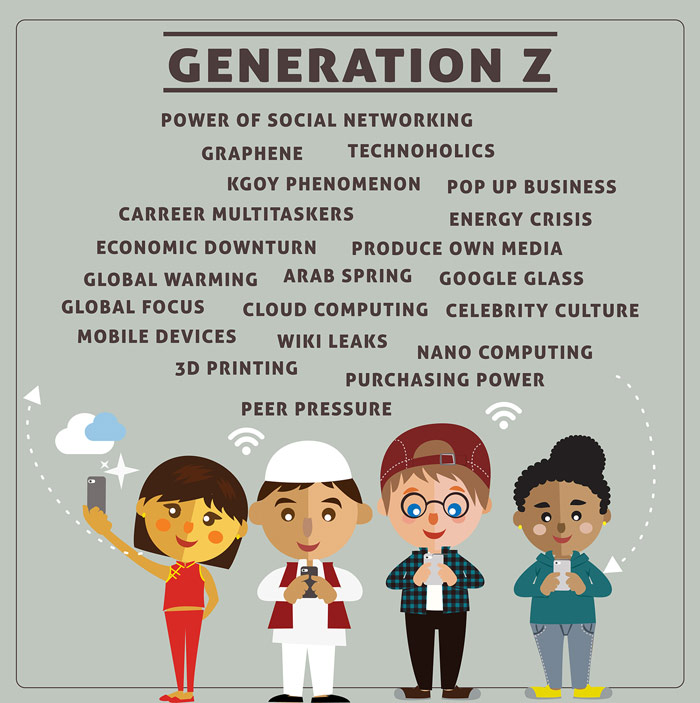 GENERATION Z
POWER OF SOCIAL NETWORKING
GRAPHENE TECHNOHOLICS
KGOY PHENOMENON POP UP BUSINESS
CARREER MULTITASKERS ENERGY CRISIS
ECONOMIC DOWNTURN PRODUCE OWN MEDIA
GLOBAL WARMING ARAB SPRING GOOGLE GLASS
GLOBAL FOCUS CLOUD COMPUTING CELEBRITY CULTURE
MOBILE DEVICES WIKI LEAKS NANO COMPUTING
3D PRINTING PURCHASING POWER
PEER PRESSURE